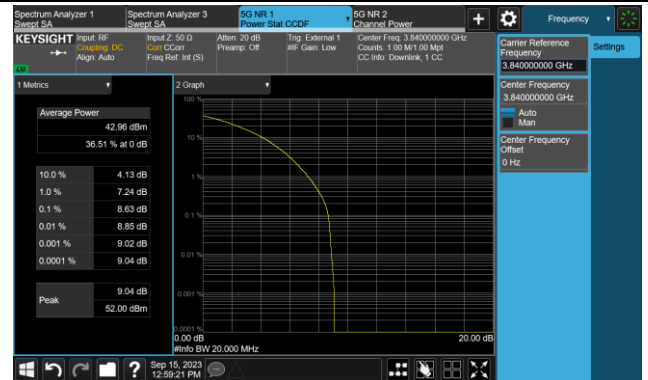 Spectrum Analyzer 1
Swept SA
Spectrum Analyzer 3
Swept SA
5G NR 1
Power Stat CCDF
5G NR 2
Channel Power
Frequency
KEYSIGHT
Input: RF
Coupling: DC
Align: Auto
Input Z: 50 Ω
Corr CCorr
Freq Ref: Int (S)
Atten: 20 dB
Preamp: Off
Trig: External 1
#IF Gain: Low
Center Freq: 3.840000000 GHz
Counts: 1.00 M/1.00 Mpt
CC Info: Downlink, 1 CC
LXI
1 Metrics
Average Power
42.96 dBm
36.51 % at 0 dB
10.0 % 4.13 dB
1.0 % 7.24 dB
0.1 % 8.63 dB
0.01 % 8.85 dB
0.001 % 9.02 dB
0.0001 % 9.04 dB
Peak
9.04 dB
52.00 dBm
2 Graph
100 %
10 %
1 %
0.1 %
0.01 %
0.001 %
0.0001 %
0.00 dB
20.00 dB
#Info BW 20.000 MHz
Carrier Reference
Frequency
3.840000000 GHz
Settings
Center Frequency
3.840000000 GHz
Auto
Man
Center Frequency
Offset
0 Hz
?
Sep 15, 2023
12:59:21 PM